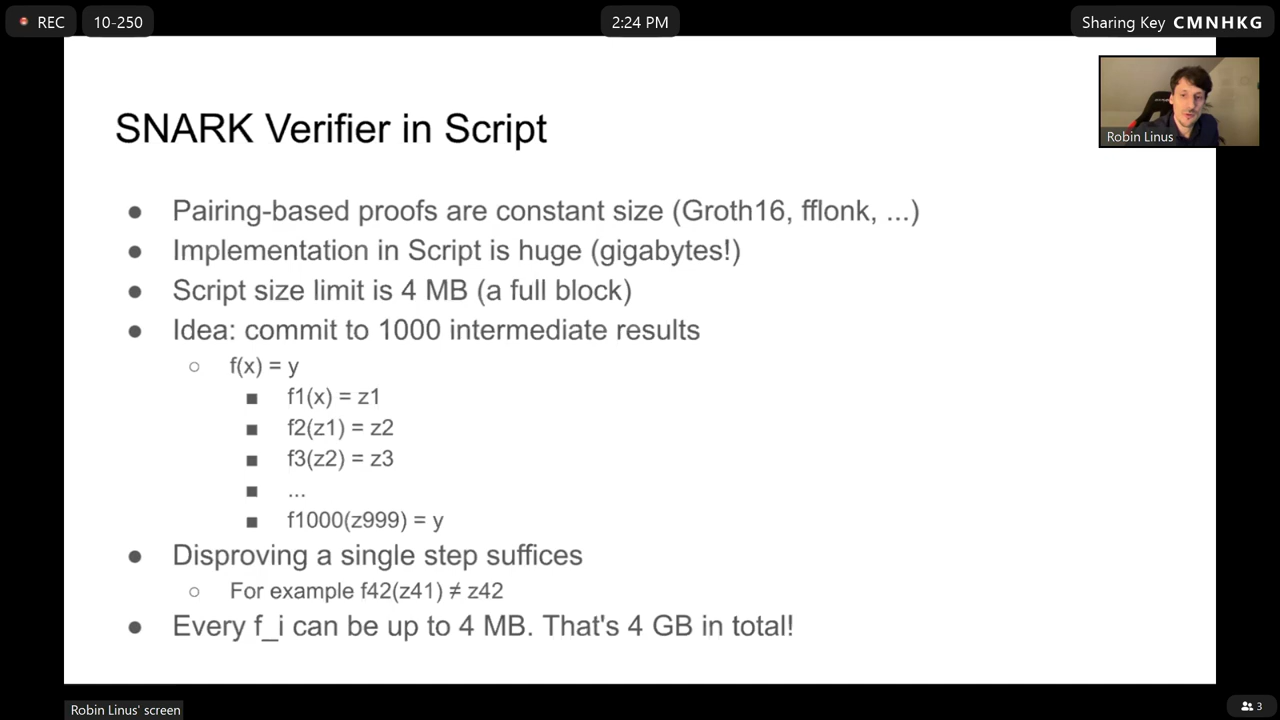 REC
10-250
2:24 PM
Sharing Key CMNHKG
Robin Linus
SNARK Verifier in Script
● Pairing-based proofs are constant size (Groth16, fflonk, ...)
● Implementation in Script is huge (gigabytes!)
● Script size limit is 4 MB (a full block)
● Idea: commit to 1000 intermediate results
○ f(x) = y
■ f1(x) = z1
■ f2(z1) = z2
■ f3(z2) = z3
■ ...
■ f1000(z999) = y
● Disproving a single step suffices
○ For example f42(z41) ≠ z42
● Every f_i can be up to 4 MB. That's 4 GB in total!
Robin Linus' screen
3